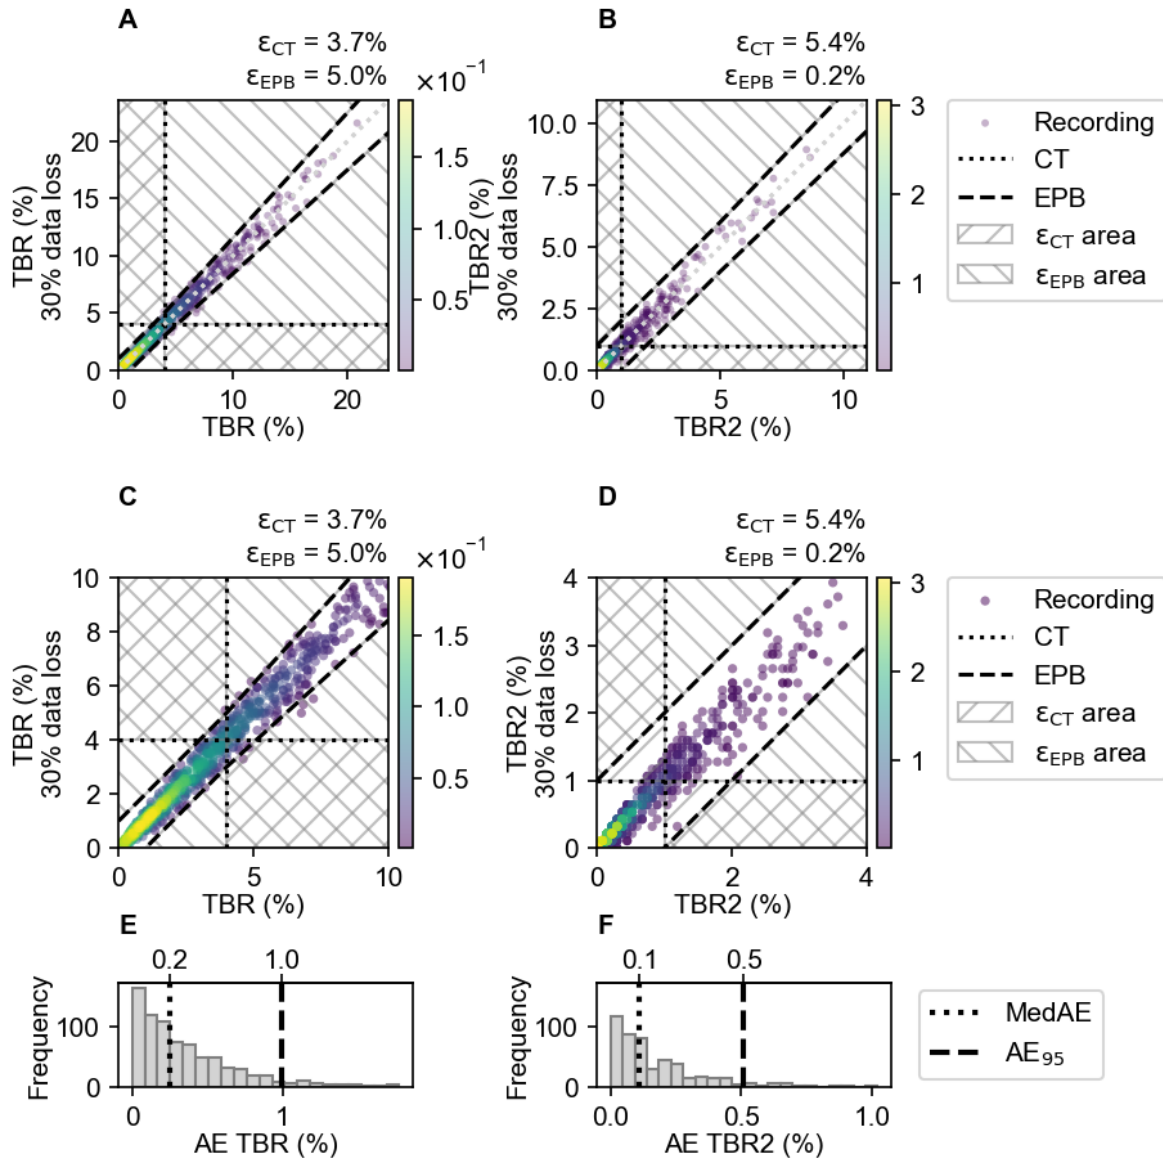 A
ε_CT = 3.7%
ε_EPB = 5.0%
×10⁻¹
TBR (%)
30% data loss
20
15
10
5
0
0 10 20
TBR (%)
1.5
1.0
0.5
B
ε_CT = 5.4%
ε_EPB = 0.2%
TBR2 (%)
30% data loss
10.0
7.5
5.0
2.5
0.0
0 5 10
TBR2 (%)
3
2
1
Recording
CT
EPB
ε_CT area
ε_EPB area
C
ε_CT = 3.7%
ε_EPB = 5.0%
×10⁻¹
TBR (%)
30% data loss
10
8
6
4
2
0
0 5 10
TBR (%)
1.5
1.0
0.5
D
ε_CT = 5.4%
ε_EPB = 0.2%
TBR2 (%)
30% data loss
4
3
2
1
0
0 2 4
TBR2 (%)
3
2
1
Recording
CT
EPB
ε_CT area
ε_EPB area
E
0.2 1.0
Frequency
100
0
0 1
AE TBR (%)
F
0.1 0.5
Frequency
100
0
0.0 0.5 1.0
AE TBR2 (%)
MedAE
AE₉₅